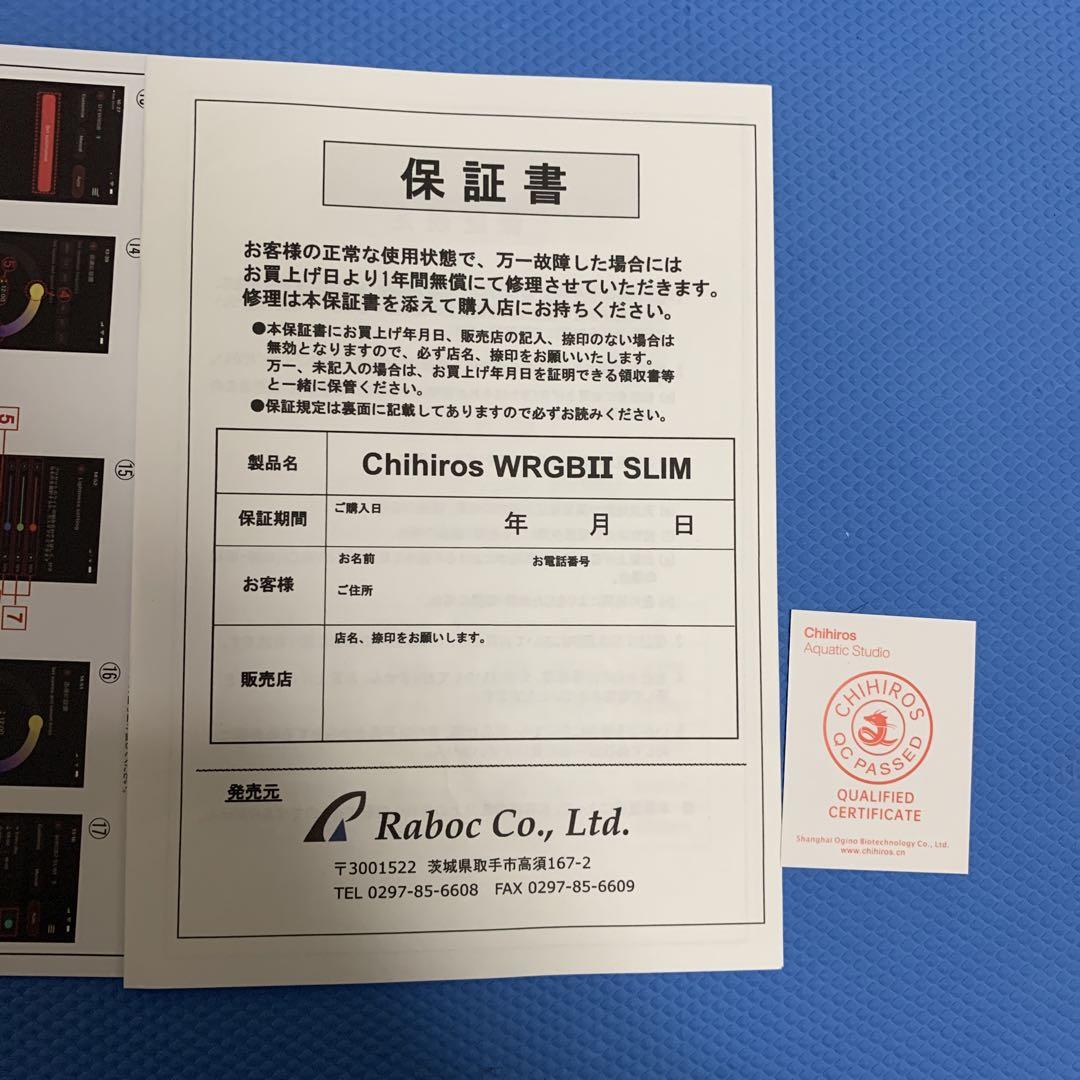 保証書
お客様の正常な使用状態で、万一故障した場合には
お買上げ日より1年間無償にて修理させていただきます。
修理は本保証書を添えて購入店にお持ちください。
●本保証書にお買上げ年月日、販売店の記入、捺印のない場合は
無効となりますので、必ず店名、捺印をお願いいたします。
万一、未記入の場合は、お買上げ年月日を証明できる領収書等
と一緒に保管ください。
●保証規定は裏面に記載してありますので必ずお読みください。
製品名 Chihiros WRGBⅡ SLIM
保証期間 ご購入日 年 月 日
お客様 お名前 お電話番号
ご住所
販売店 店名、捺印をお願いします。
発売元
Raboc Co., Ltd.
〒3001522 茨城県取手市高須167-2
TEL 0297-85-6608 FAX 0297-85-6609
Chihiros
Aquatic Studio
CHIHIROS
QC PASSED
QUALIFIED
CERTIFICATE
Shanghai Ogino Biotechnology Co., Ltd.
www.chihiros.cn
⑭
⑮
⑯
⑰
5
7